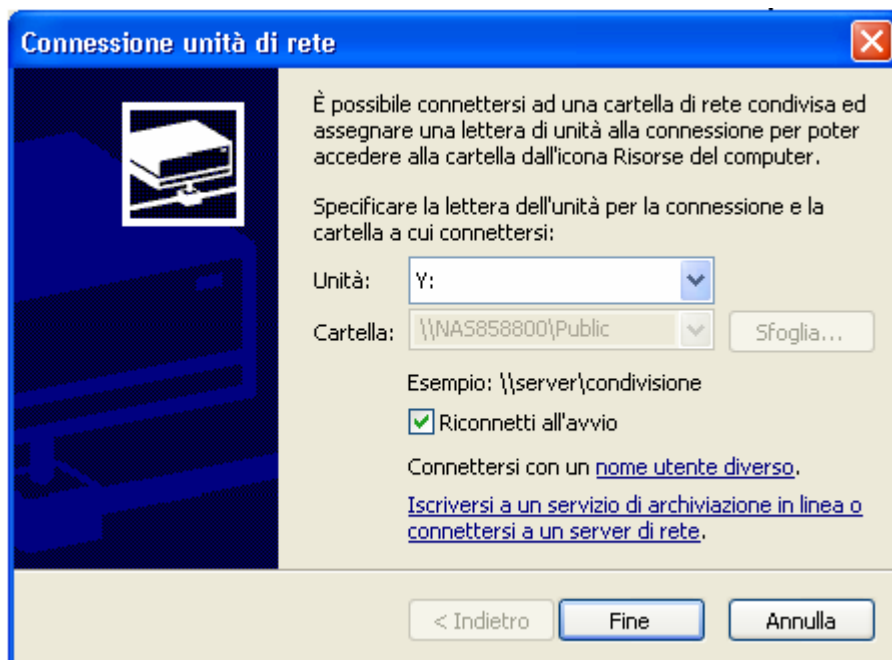 Connessione unità di rete
È possibile connettersi ad una cartella di rete condivisa ed
assegnare una lettera di unità alla connessione per poter
accedere alla cartella dall'icona Risorse del computer.
Specificare la lettera dell'unità per la connessione e la
cartella a cui connettersi:
Unità: Y:
Cartella: \\NAS858800\Public Sfoglia...
Esempio: \\server\condivisione
Riconnetti all'avvio
Connettersi con un nome utente diverso.
Iscriversi a un servizio di archiviazione in linea o
connettersi a un server di rete.
< Indietro Fine Annulla